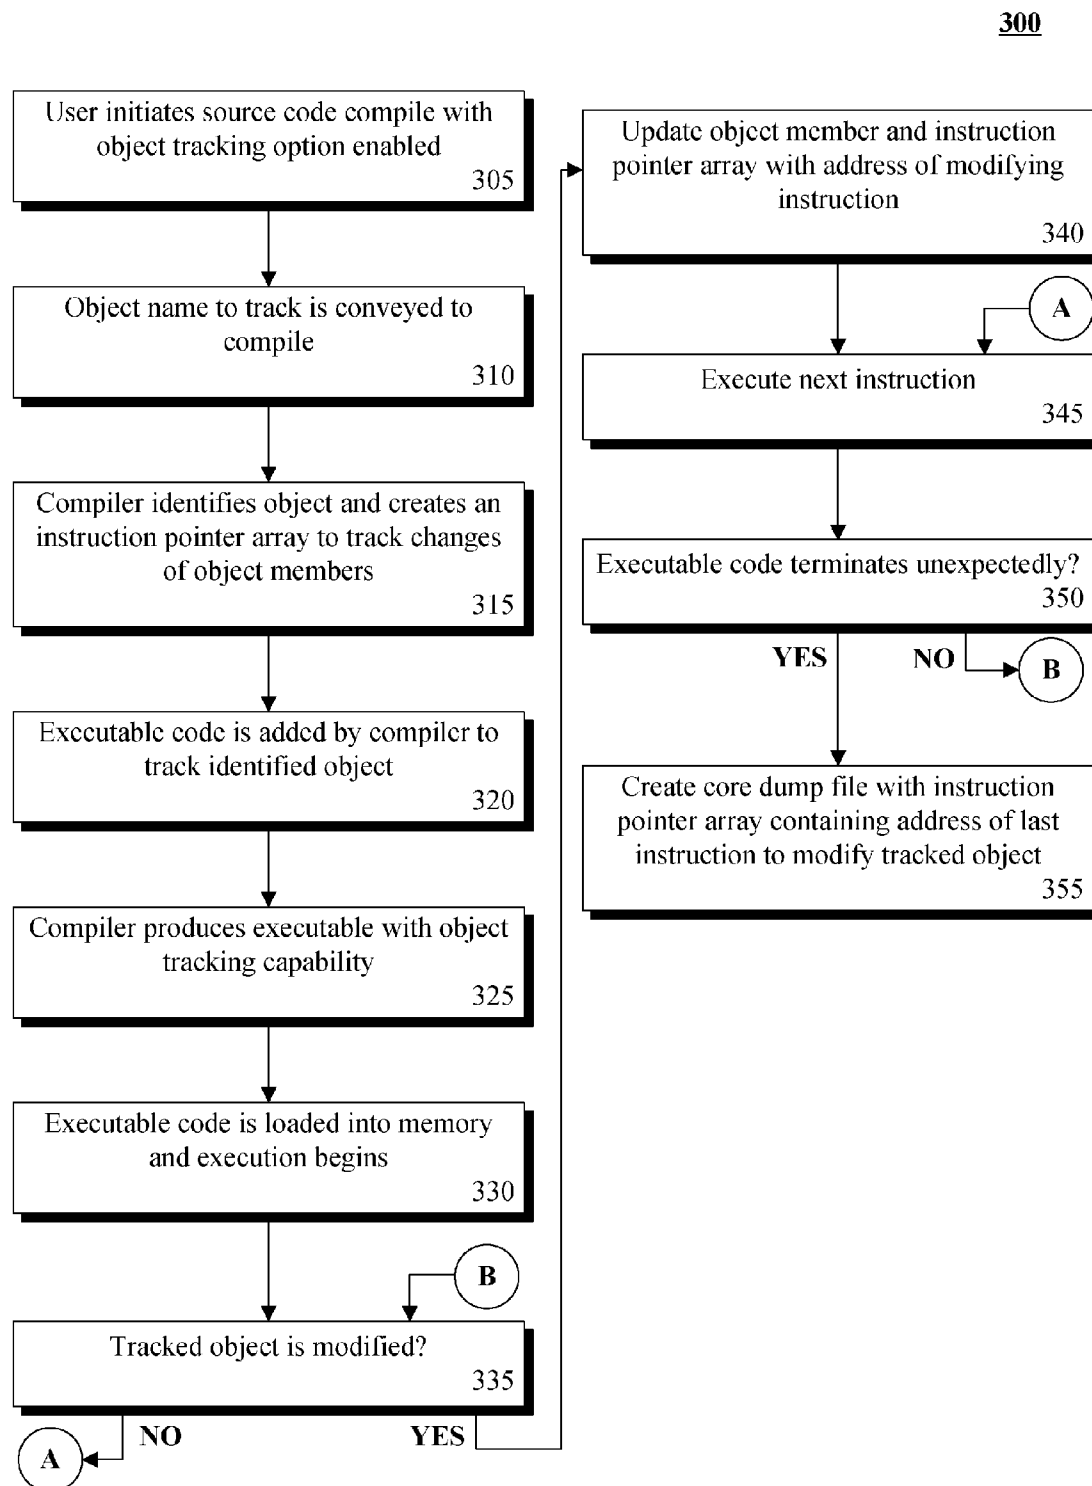 300
User initiates source code compile with
object tracking option enabled
305
Object name to track is conveyed to
compile
310
Compiler identifies object and creates an
instruction pointer array to track changes
of object members
315
Executable code is added by compiler to
track identified object
320
Compiler produces executable with object
tracking capability
325
Executable code is loaded into memory
and execution begins
330
B
Tracked object is modified?
335
NO
YES
A
Update object member and instruction
pointer array with address of modifying
instruction
340
A
Execute next instruction
345
Executable code terminates unexpectedly?
350
YES
NO
B
Create core dump file with instruction
pointer array containing address of last
instruction to modify tracked object
355